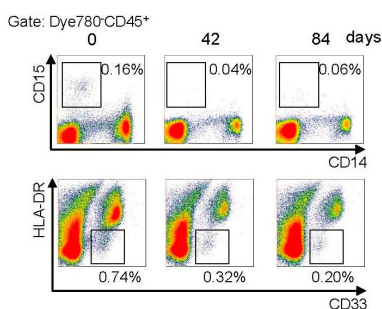 Gate: Dye780-CD45+
0 42 84 days
CD15
0.16% 0.04% 0.06%
CD14
HLA-DR
0.74% 0.32% 0.20%
CD33